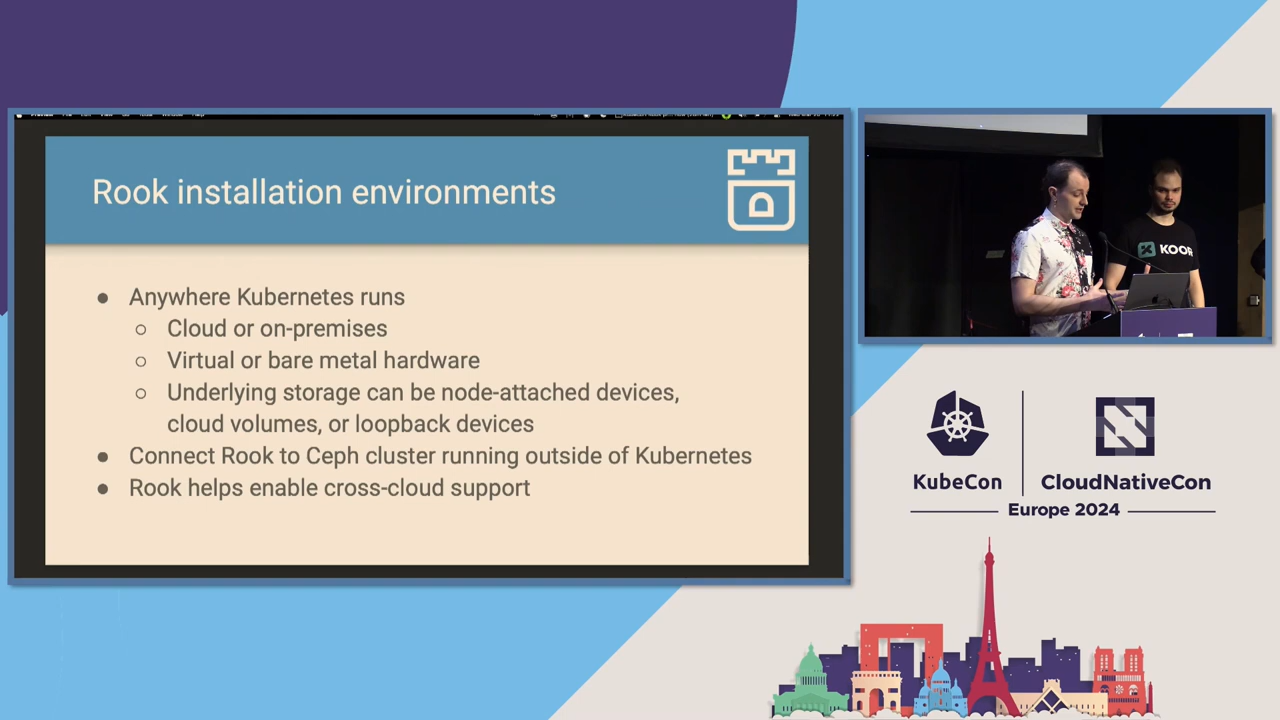 Rook installation environments
● Anywhere Kubernetes runs
○ Cloud or on-premises
○ Virtual or bare metal hardware
○ Underlying storage can be node-attached devices,
cloud volumes, or loopback devices
● Connect Rook to Ceph cluster running outside of Kubernetes
● Rook helps enable cross-cloud support
KOOR
KubeCon
CloudNativeCon
Europe 2024